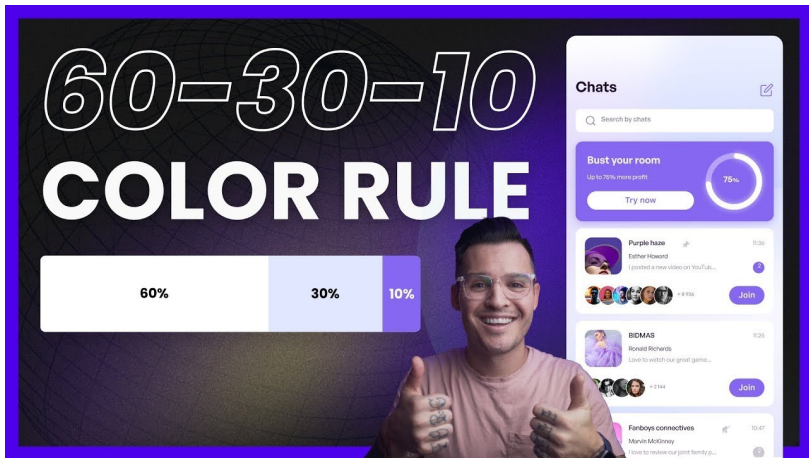 60-30-10
COLOR RULE
60%
30%
10%
Chats
Search by chats
Bust your room
Up to 75% more profit
75%
Try now
Purple haze
11:36
Esther Howard
I posted a new video on YouTub...
2
Join
BIDMAS
11:25
Ronald Richards
Love to watch our great game...
+2144
Join
Fanboys connectives
10:47
Marvin McKinney
I love to review our joint family p...